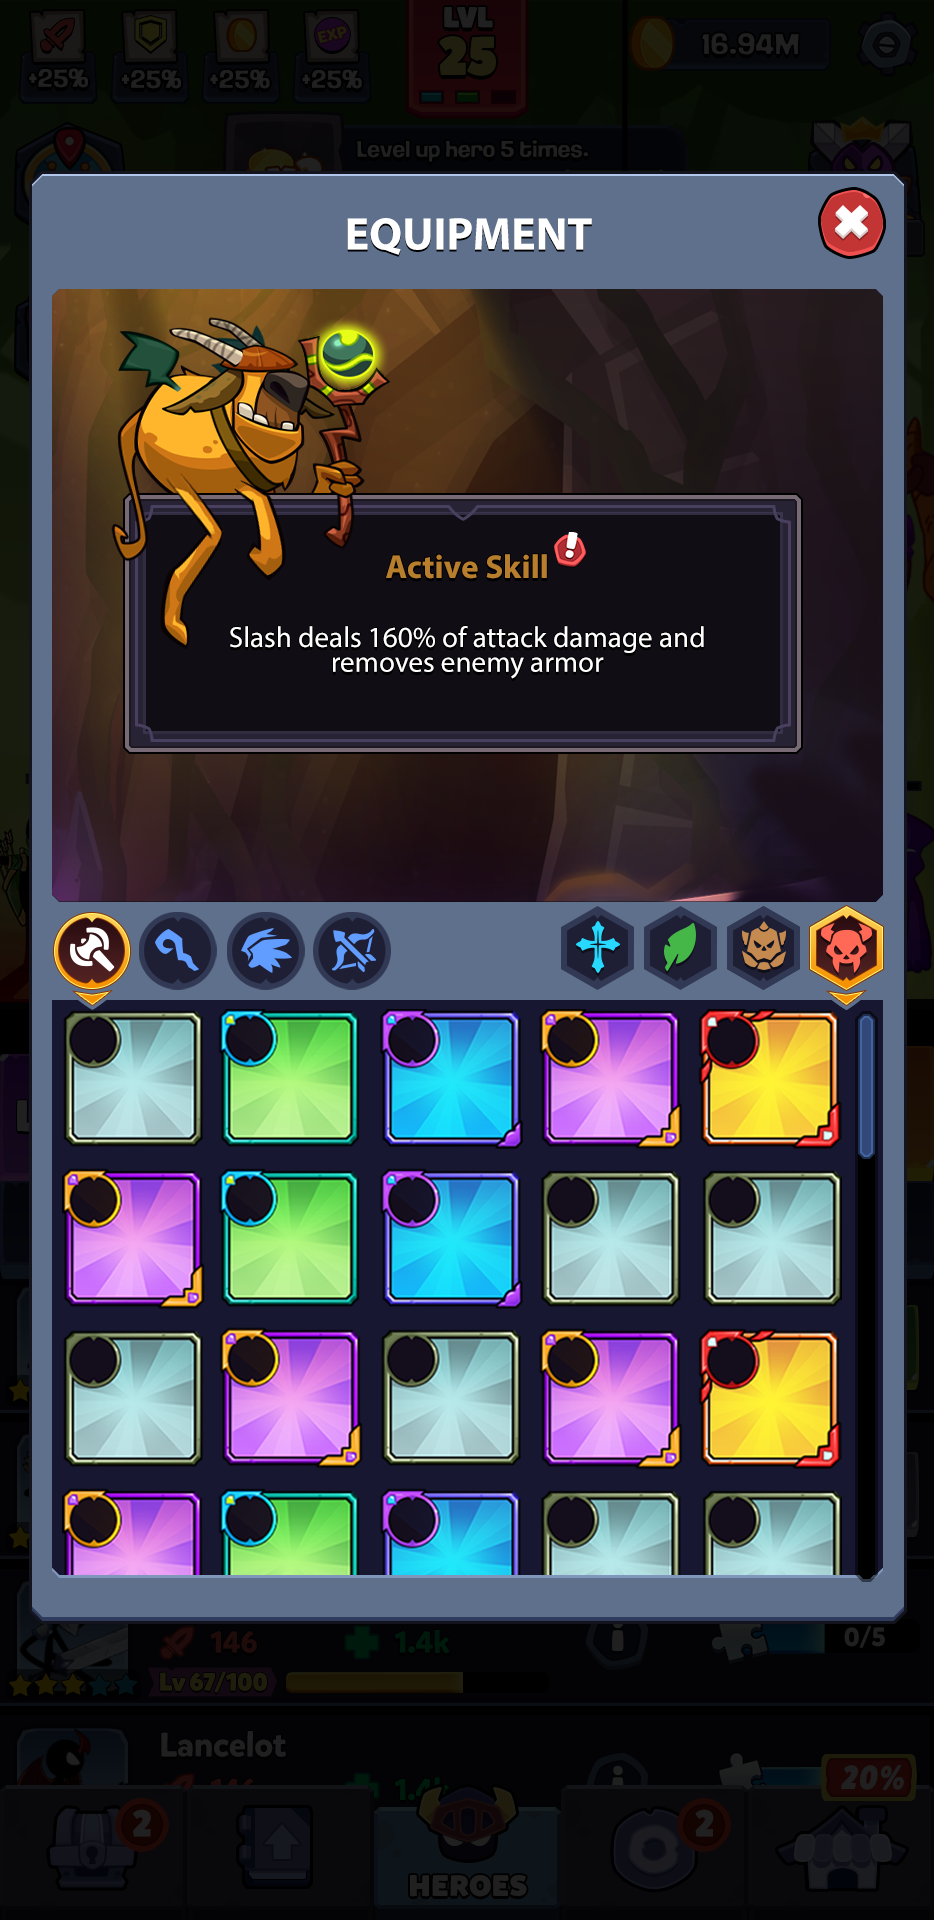 LVL
25
16.94M
EXP
+25%
+25%
+25%
+25%
Level up hero 5 times.
EQUIPMENT
Active Skill
Slash deals 160% of attack damage and
removes enemy armor
146
1.4k
0/5
Lv 67/100
Lancelot
20%
2
2
HEROES